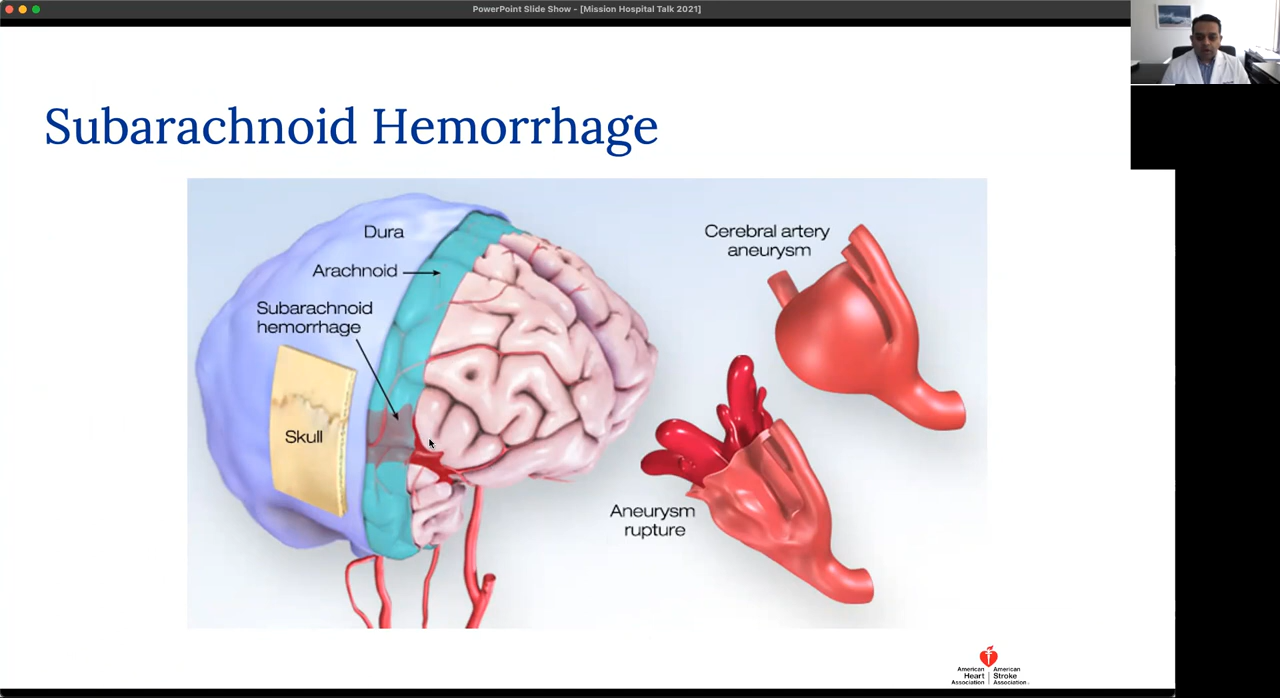 PowerPoint Slide Show - [Mission Hospital Talk 2021]
Subarachnoid Hemorrhage
Dura
Arachnoid
Subarachnoid
hemorrhage
Skull
Cerebral artery
aneurysm
Aneurysm
rupture
American
Heart
Association
American
Stroke
Association